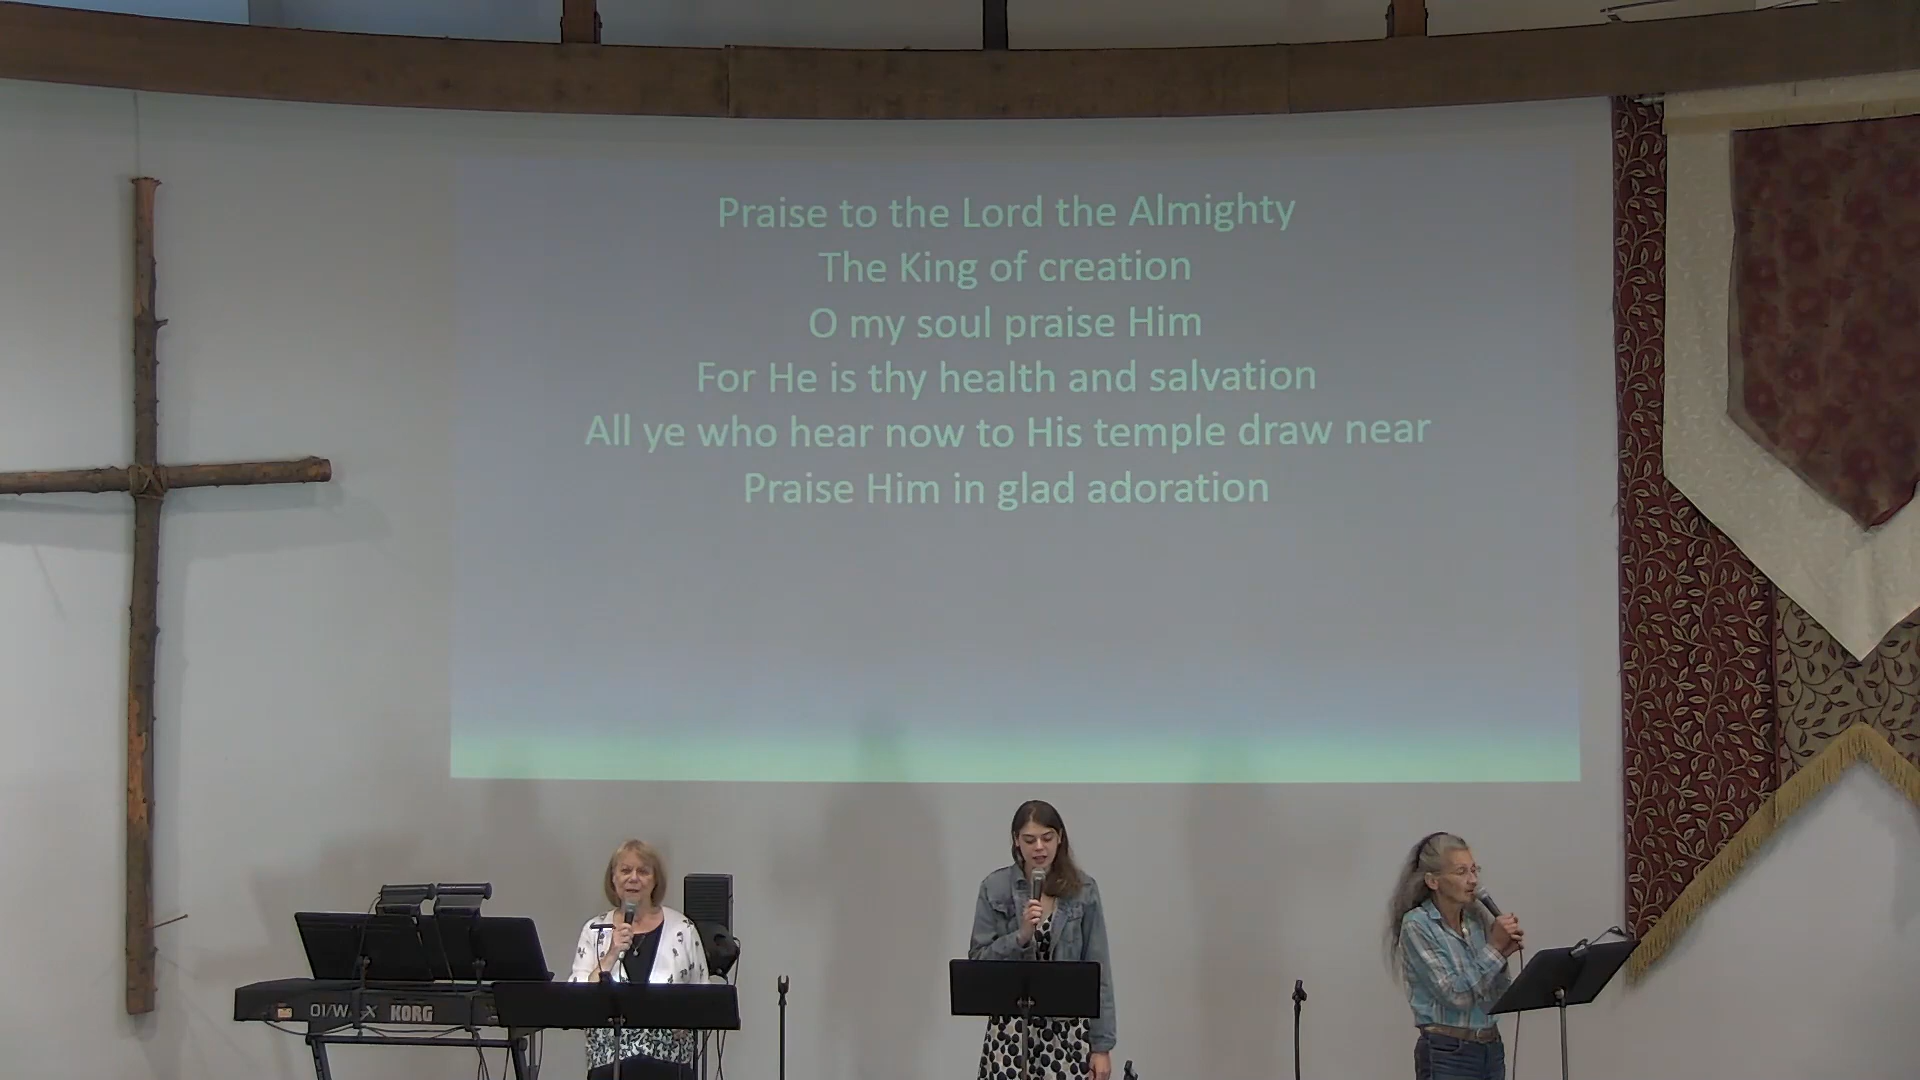 Praise to the Lord the Almighty
The King of creation
O my soul praise Him
For He is thy health and salvation
All ye who hear now to His temple draw near
Praise Him in glad adoration
KORG